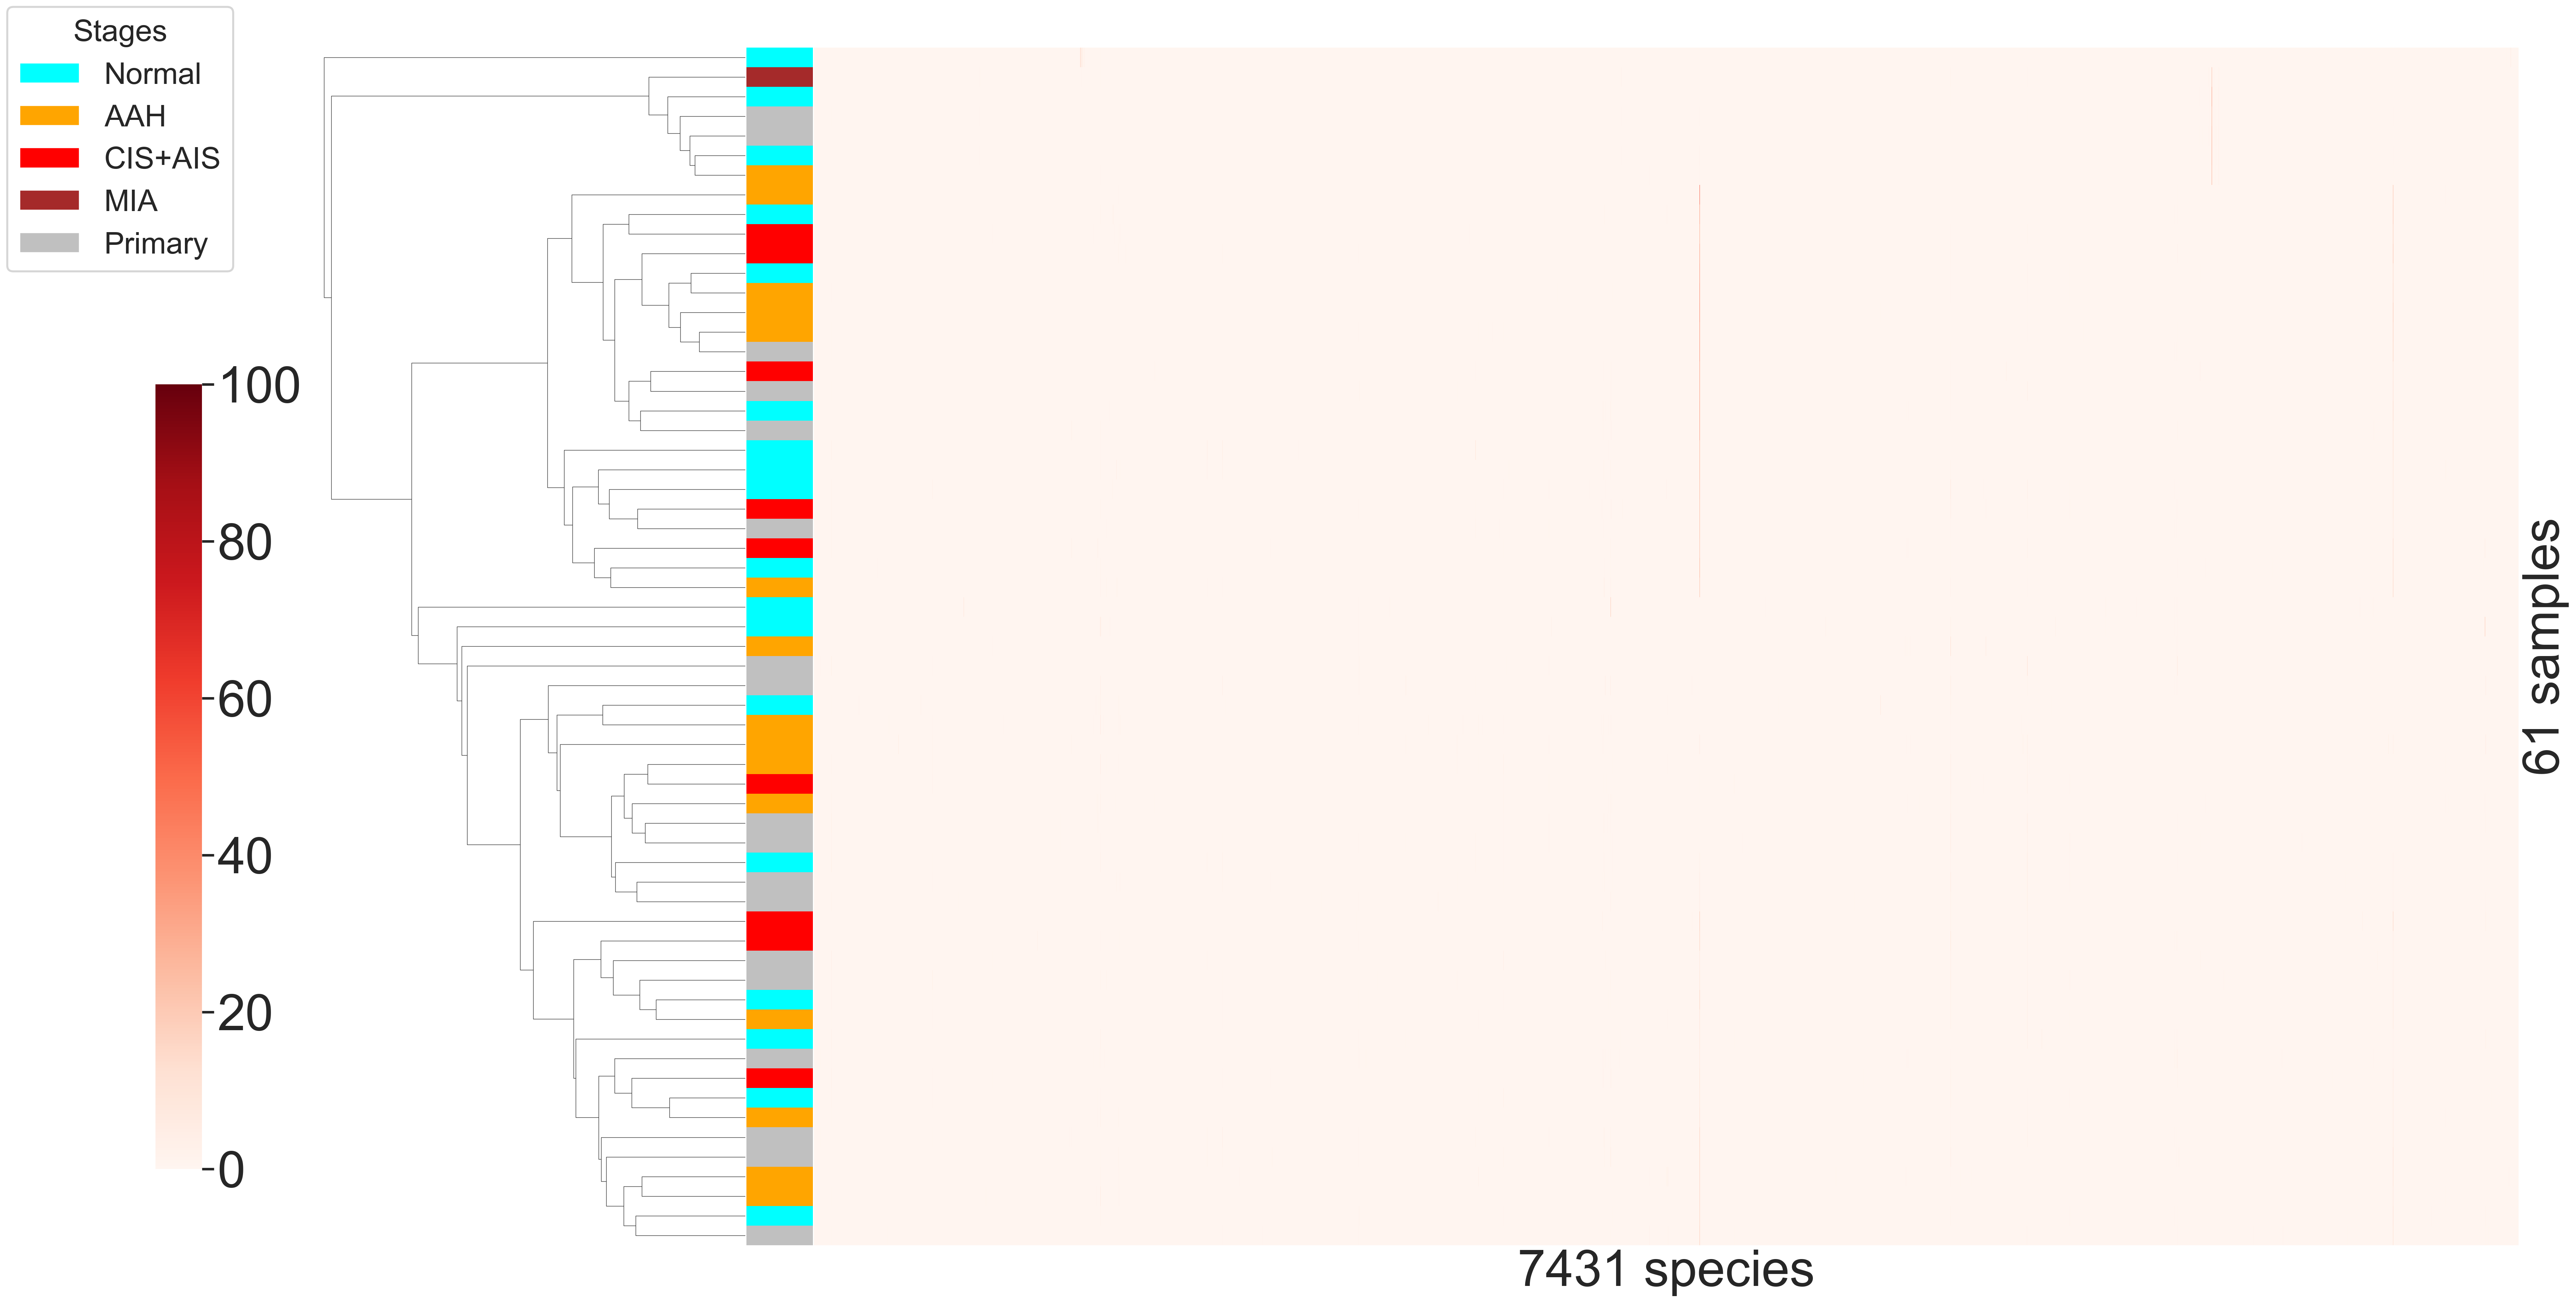 Stages
Normal
AAH
CIS+AIS
MIA
Primary
100
80
60
40
20
0
61 samples
7431 species